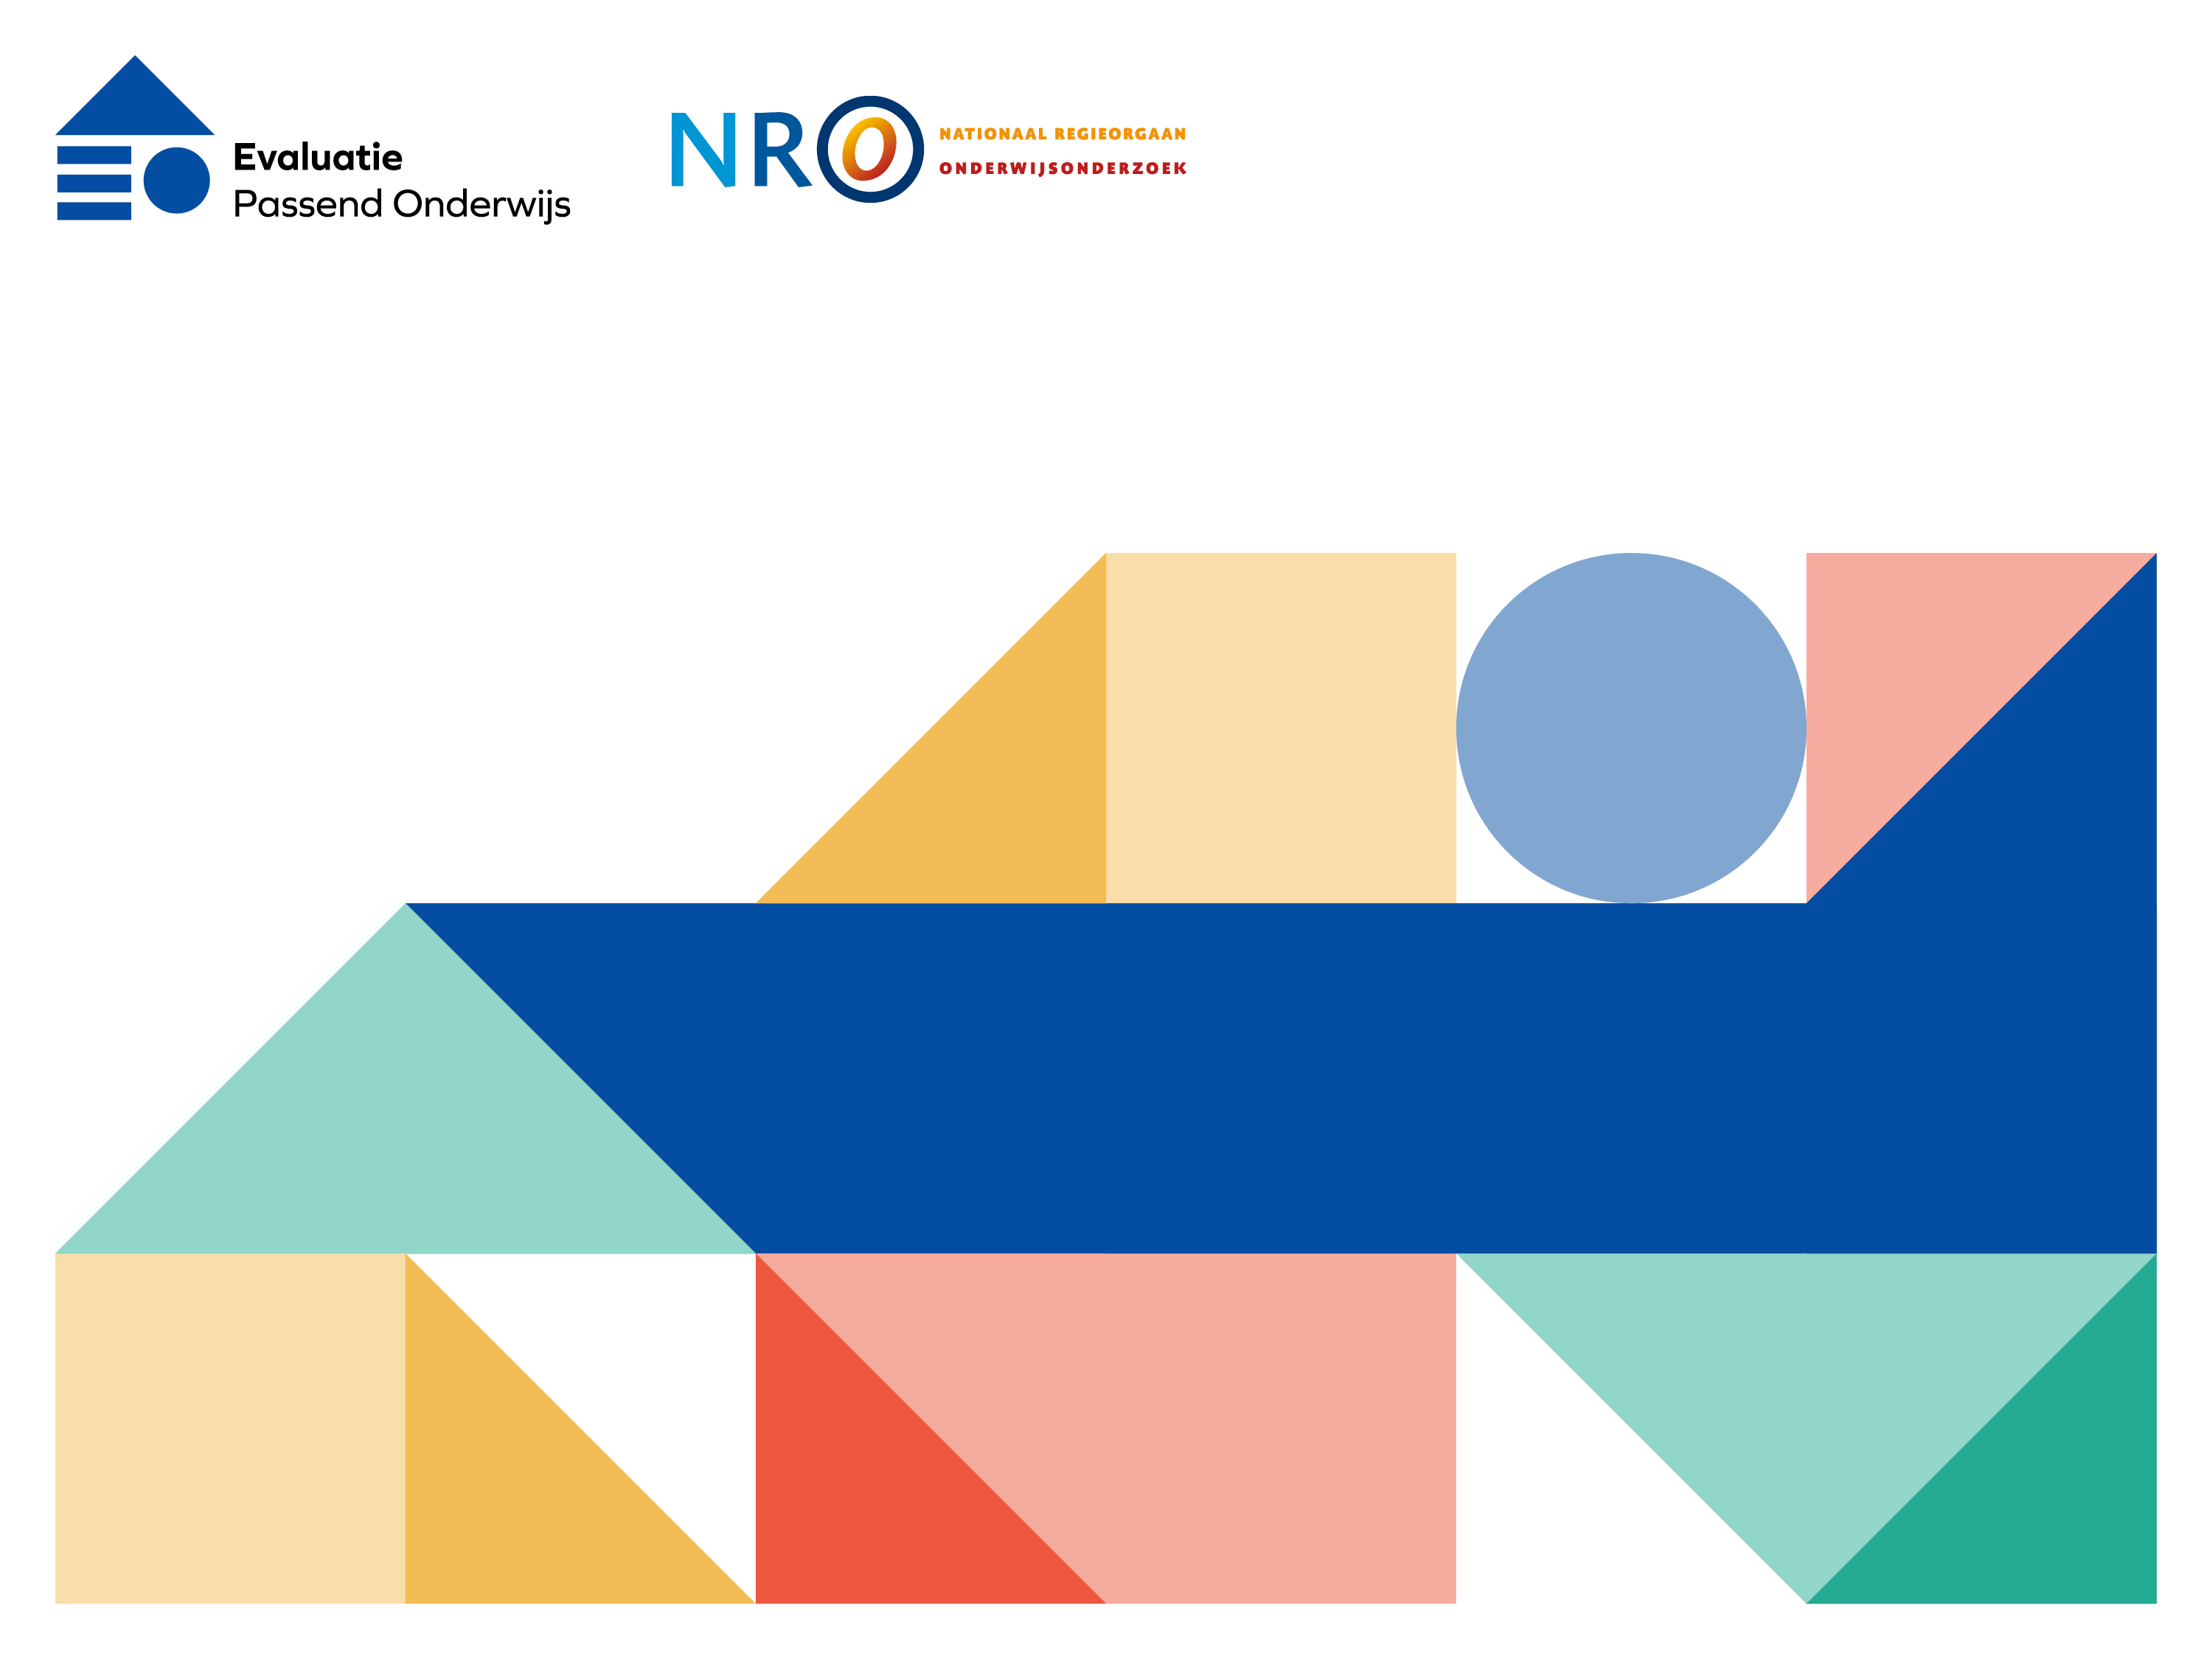 Evaluatie
Passend Onderwijs
NRO
NATIONAAL REGIEORGAAN
ONDERWIJSONDERZOEK